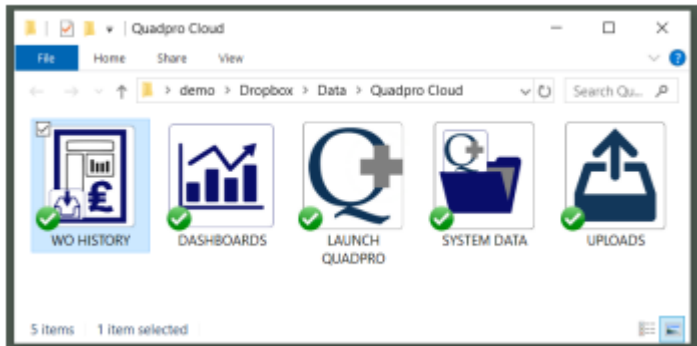 Quadpro Cloud
File Home Share View
demo > Dropbox > Data > Quadpro Cloud
Search Qu...
WO HISTORY
DASHBOARDS
LAUNCH
QUADPRO
SYSTEM DATA
UPLOADS
5 items 1 item selected